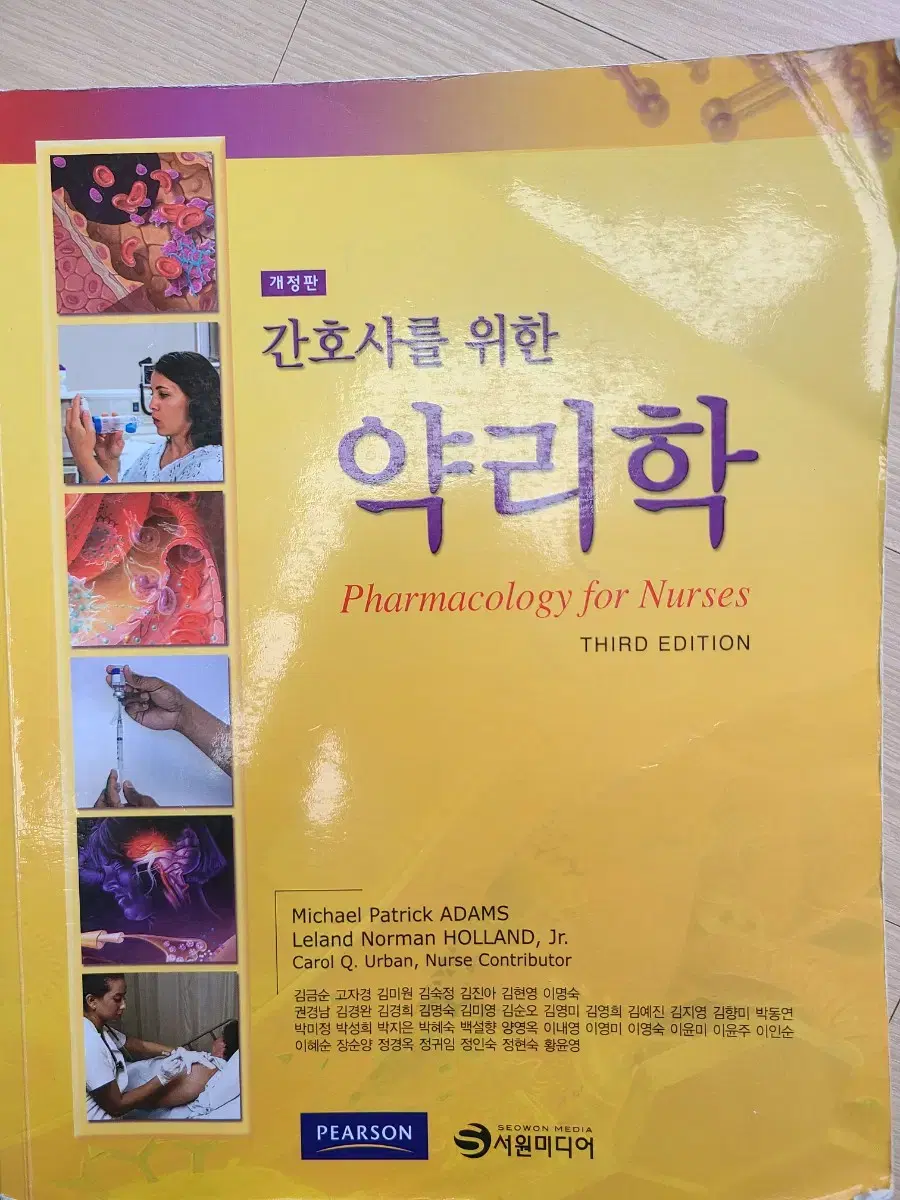 개정판
간호사를 위한
약리학
Pharmacology for Nurses
THIRD EDITION
Michael Patrick ADAMS
Leland Norman HOLLAND, Jr.
Carol Q. Urban, Nurse Contributor
김금순 고자경 김미원 김숙정 김진아 김현영 이명숙
권경남 김경완 김경희 김명숙 김미영 김순오 김영미 김영희 김예진 김지영 김향미 박동연
박미정 박성희 박지은 박혜숙 백설향 양영옥 이내영 이영미 이영숙 이윤미 이윤주 이인순
이혜순 장순양 정경옥 정귀임 정인숙 정현숙 황윤영
PEARSON
SEOWON MEDIA
서원미디어